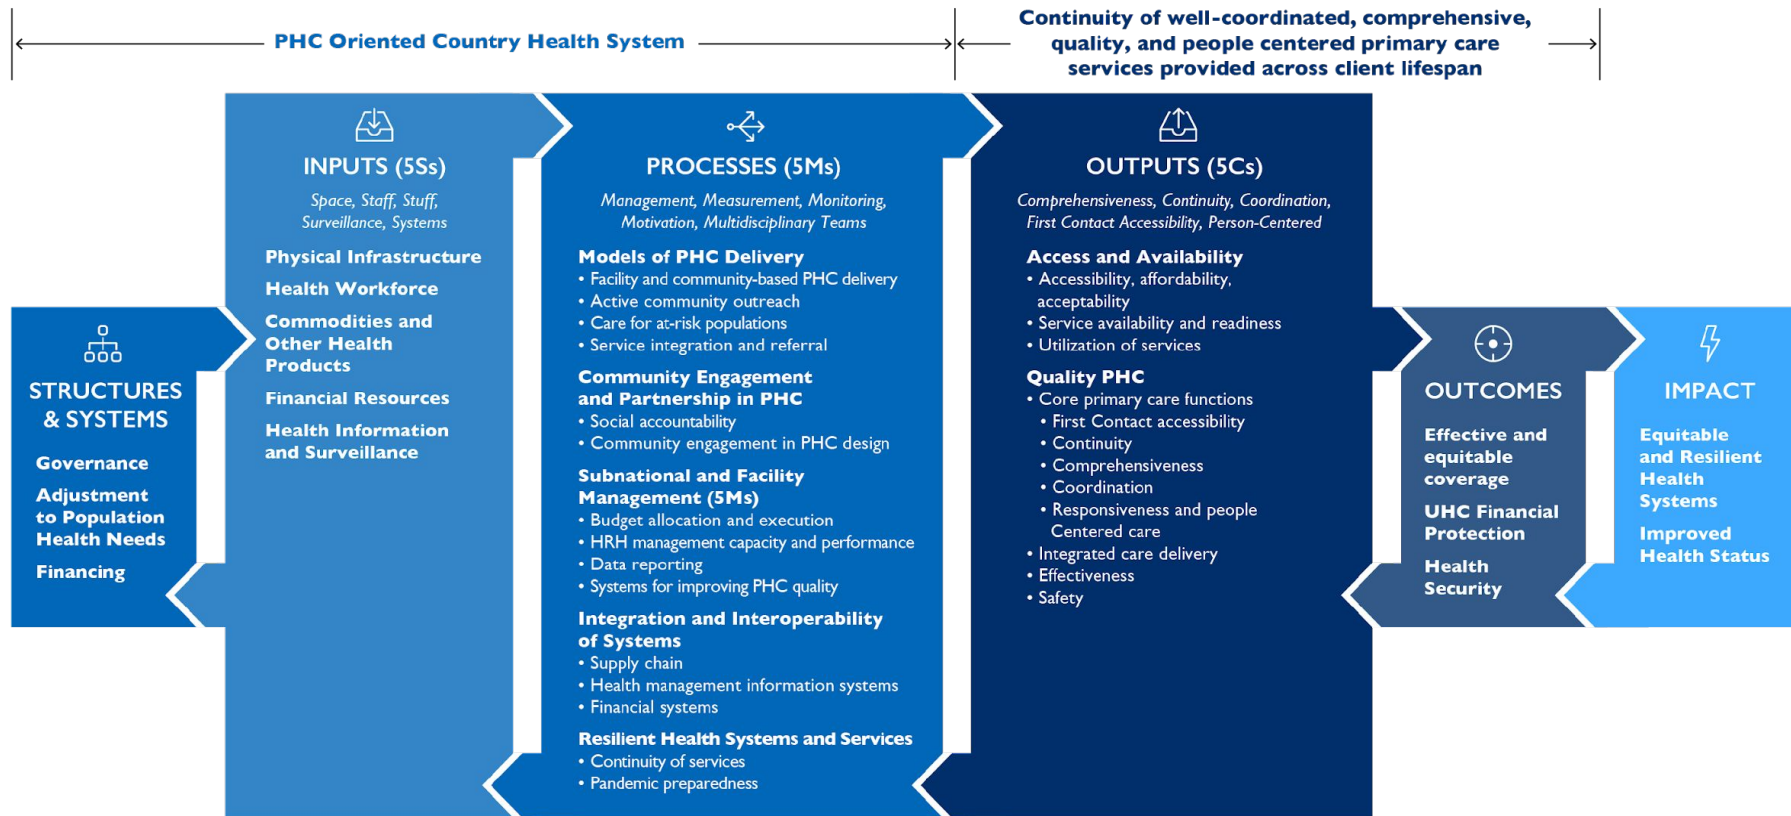 PHC Oriented Country Health System
Continuity of well-coordinated, comprehensive,
quality, and people centered primary care
services provided across client lifespan
STRUCTURES
& SYSTEMS
Governance
Adjustment
to Population
Health Needs
Financing
INPUTS (5Ss)
Space, Staff, Stuff,
Surveillance, Systems
Physical Infrastructure
Health Workforce
Commodities and
Other Health
Products
Financial Resources
Health Information
and Surveillance
PROCESSES (5Ms)
Management, Measurement, Monitoring,
Motivation, Multidisciplinary Teams
Models of PHC Delivery
• Facility and community-based PHC delivery
• Active community outreach
• Care for at-risk populations
• Service integration and referral
Community Engagement
and Partnership in PHC
• Social accountability
• Community engagement in PHC design
Subnational and Facility
Management (5Ms)
• Budget allocation and execution
• HRH management capacity and performance
• Data reporting
• Systems for improving PHC quality
Integration and Interoperability
of Systems
• Supply chain
• Health management information systems
• Financial systems
Resilient Health Systems and Services
• Continuity of services
• Pandemic preparedness
OUTPUTS (5Cs)
Comprehensiveness, Continuity, Coordination,
First Contact Accessibility, Person-Centered
Access and Availability
• Accessibility, affordability,
acceptability
• Service availability and readiness
• Utilization of services
Quality PHC
• Core primary care functions
• First Contact accessibility
• Continuity
• Comprehensiveness
• Coordination
• Responsiveness and people
Centered care
• Integrated care delivery
• Effectiveness
• Safety
OUTCOMES
Effective and
equitable
coverage
UHC Financial
Protection
Health
Security
IMPACT
Equitable
and Resilient
Health
Systems
Improved
Health Status